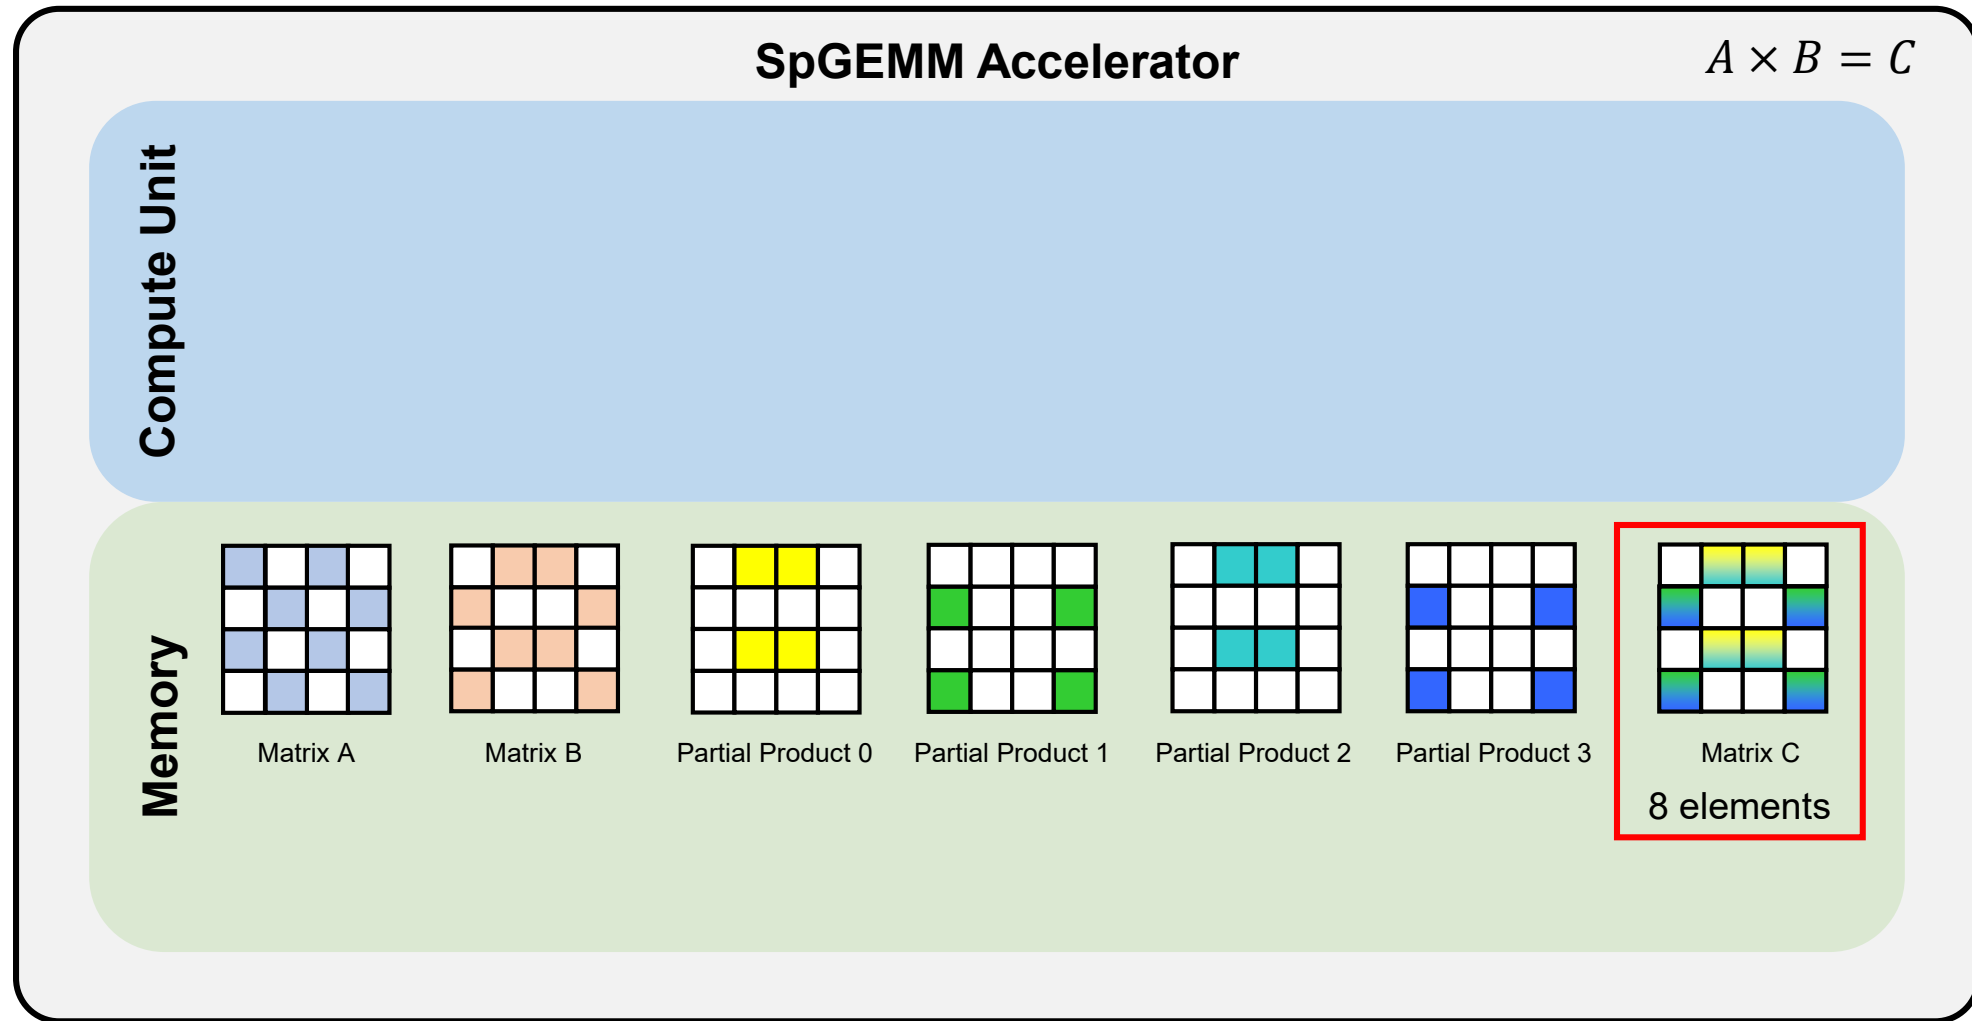 SpGEMM Accelerator
A × B = C
Compute Unit
Memory
Matrix A
Matrix B
Partial Product 0
Partial Product 1
Partial Product 2
Partial Product 3
Matrix C
8 elements